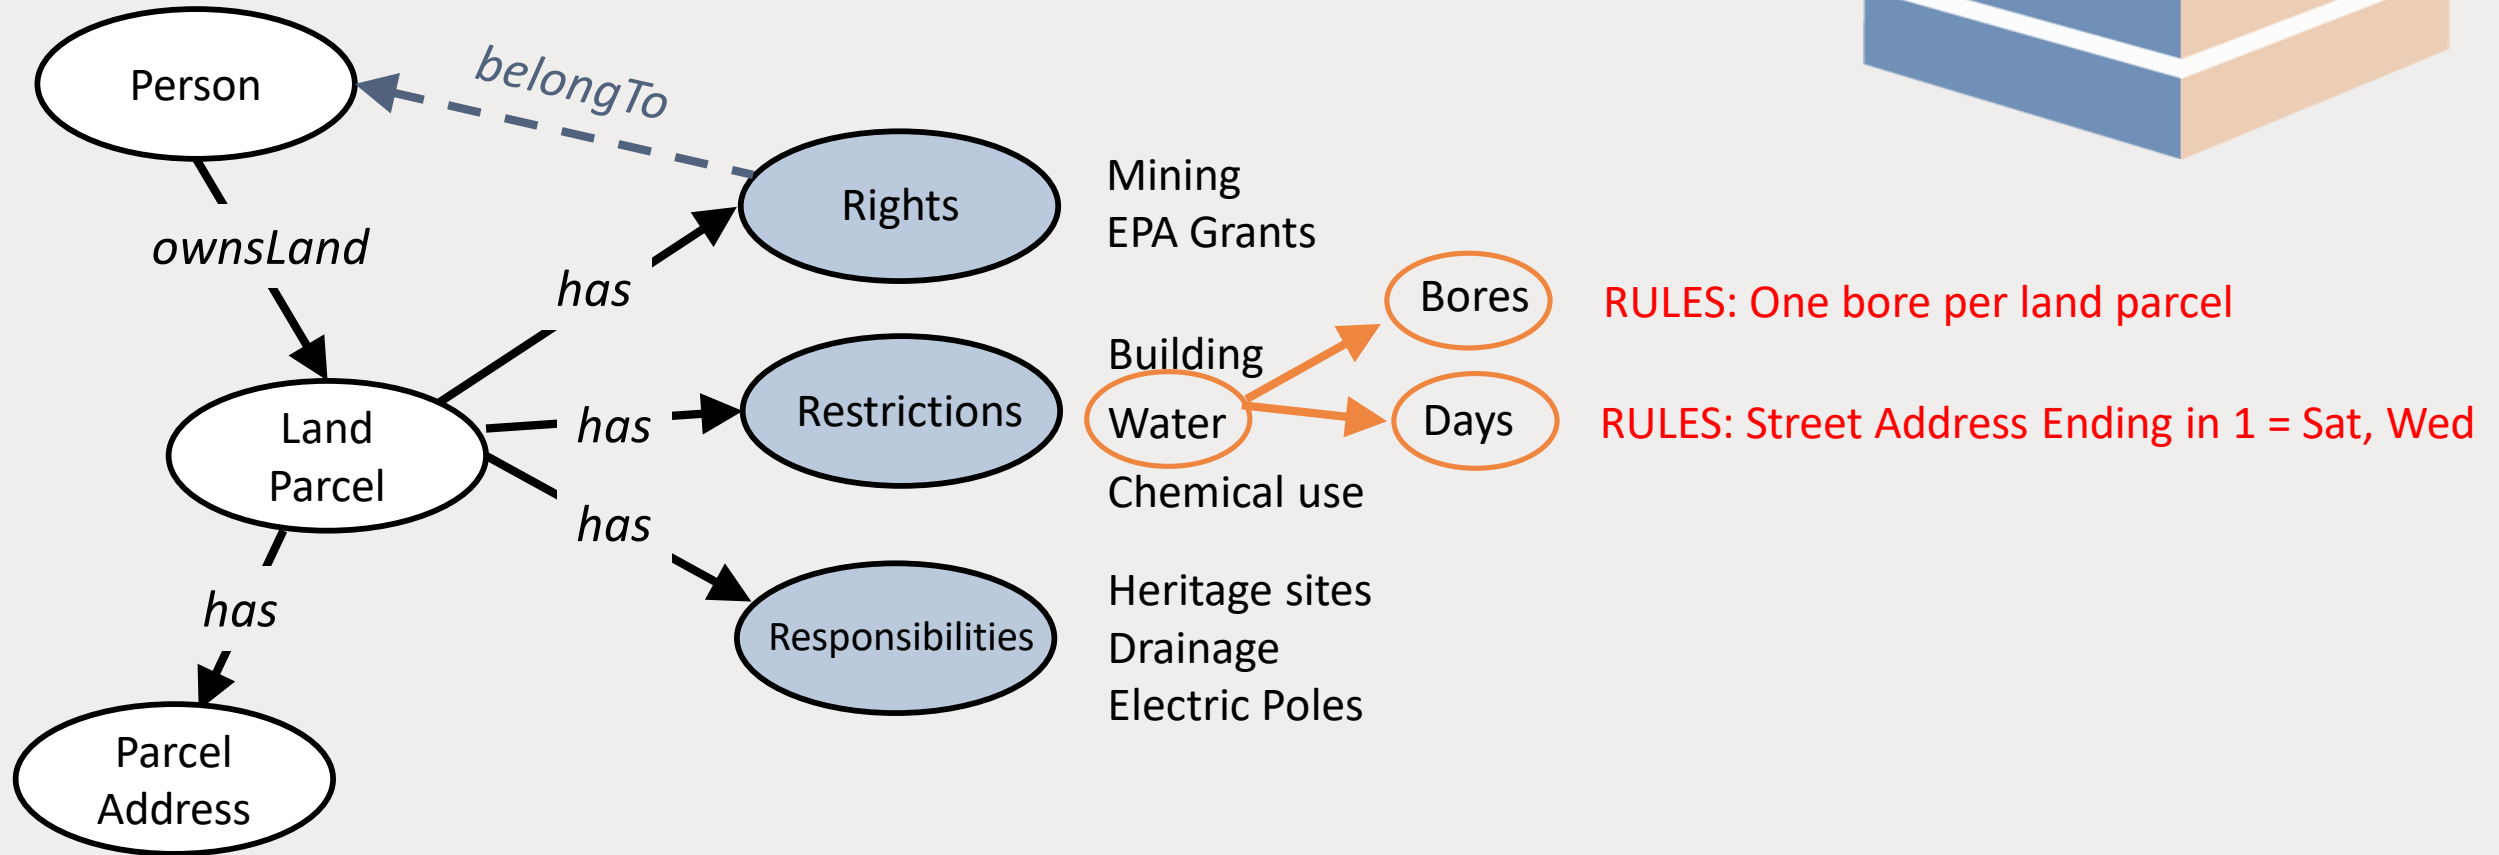 Person
belongTo
ownsLand
has
Rights
Mining
EPA Grants
Bores
RULES: One bore per land parcel
Land
Parcel
has
Restrictions
Building
Water
Chemical use
Days
RULES: Street Address Ending in 1 = Sat, Wed
has
Responsibilities
Heritage sites
Drainage
Electric Poles
has
Parcel
Address